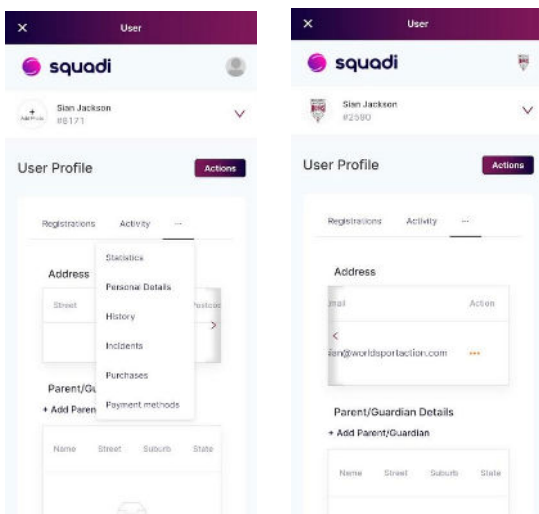 × User
squadi
+
Sian Jackson
#8171
User Profile
Actions
Registrations Activity ...
Statistics
Address
Personal Details
Street
History
Incidents
Purchases
Parent/Gu
+ Add Paren
Payment methods
Name Street Suburb State
× User
squadi
Sian Jackson
#2590
User Profile
Actions
Registrations Activity ...
Address
Action
@worldsportaction.com ...
Parent/Guardian Details
+ Add Parent/Guardian
Name Street Suburb State